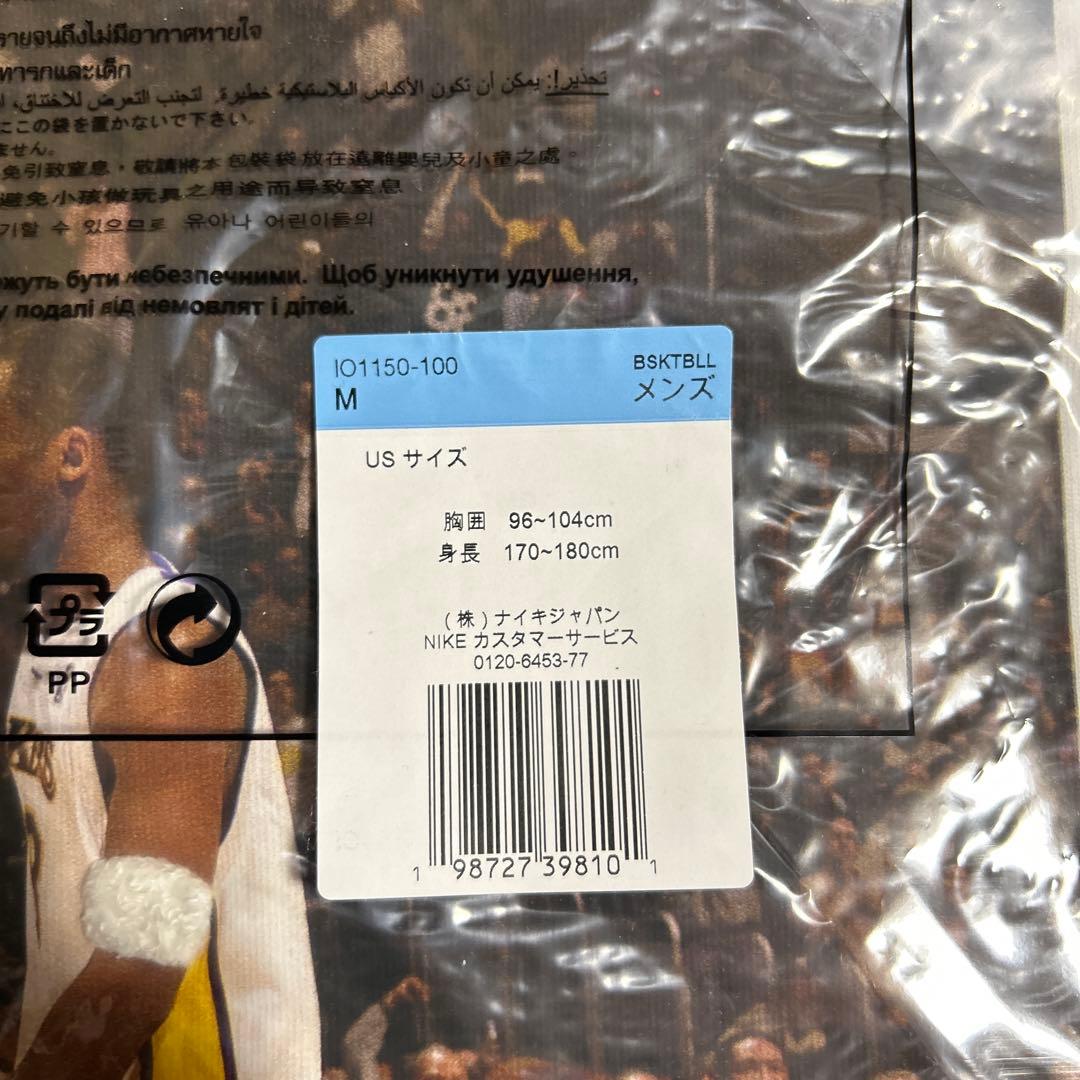 รายจนถึงไม่มีอากาศหายใจ
ทารกและเด็ก
تحذير!: يمكن أن تكون الأكياس البلاستيكية خطيرة. لتجنب التعرض للاختناق،
にこの袋を置かないで下さい。
ません。
免引致窒息，敬請將本包裝袋放在遠離嬰兒及小童之處。
避免小孩做玩具之用途而导致窒息
기할 수 있으므로 유아나 어린이들의
ожуть бути небезпечними. Щоб уникнути удушення,
у подалі від немовлят і дітей.
IO1150-100
BSKTBLL
M
メンズ
US サイズ
胸囲 96~104cm
身長 170~180cm
(株)ナイキジャパン
NIKE カスタマーサービス
0120-6453-77
1 98727 39810 1
プラ
PP